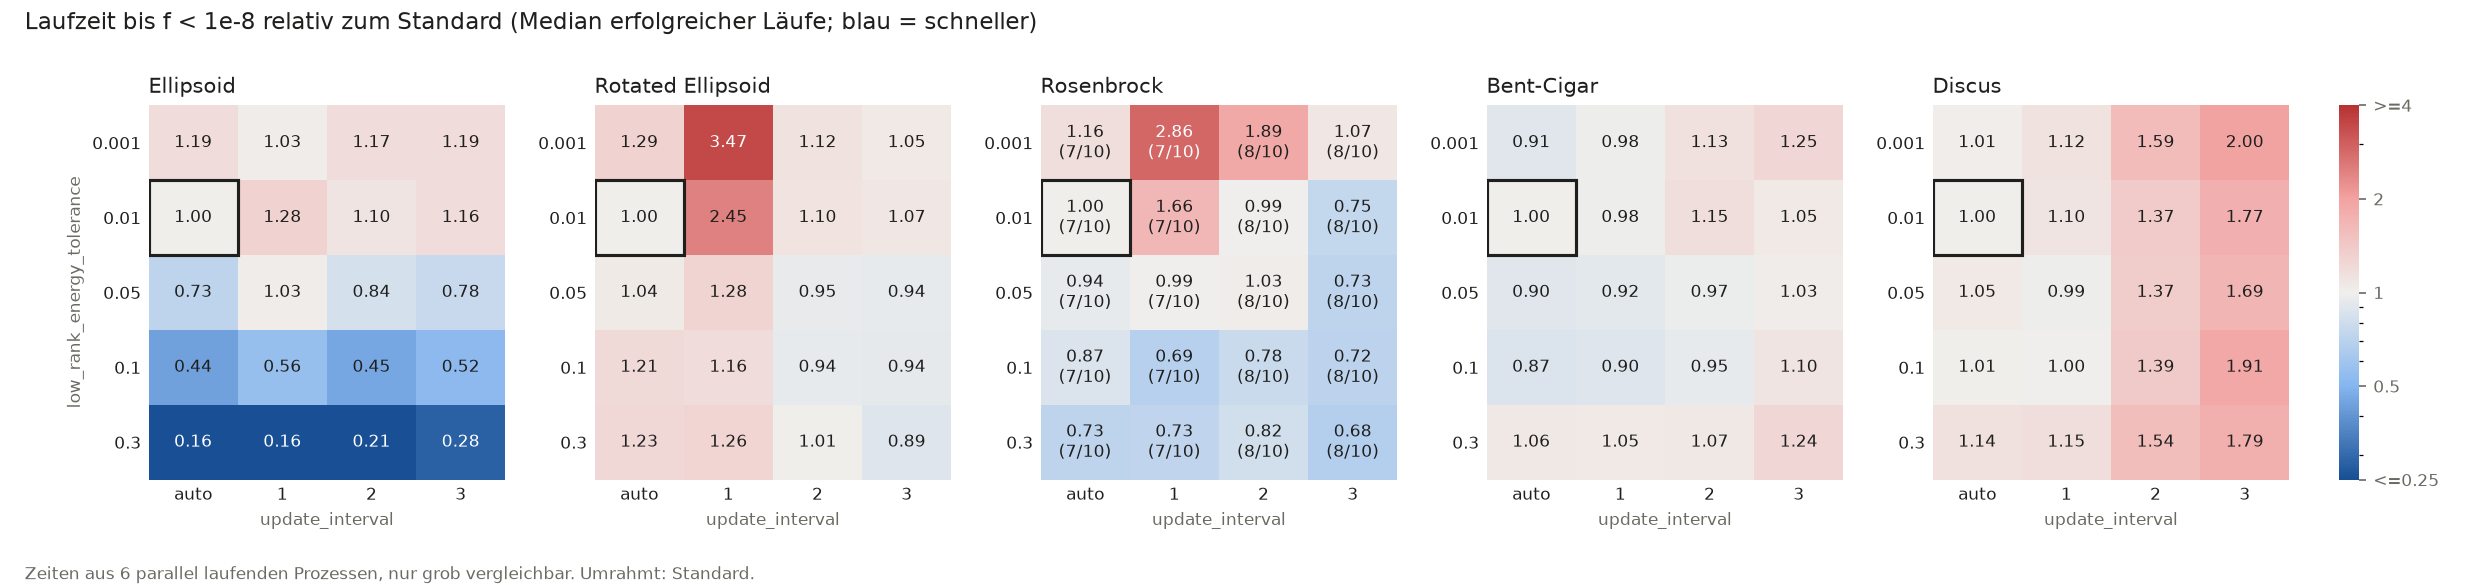 Laufzeit bis f < 1e-8 relativ zum Standard (Median erfolgreicher Läufe; blau = schneller)
Ellipsoid
low_rank_energy_tolerance
0.001 1.19 1.03 1.17 1.19
0.01 1.00 1.28 1.10 1.16
0.05 0.73 1.03 0.84 0.78
0.1 0.44 0.56 0.45 0.52
0.3 0.16 0.16 0.21 0.28
auto 1 2 3
update_interval
Rotated Ellipsoid
0.001 1.29 3.47 1.12 1.05
0.01 1.00 2.45 1.10 1.07
0.05 1.04 1.28 0.95 0.94
0.1 1.21 1.16 0.94 0.94
0.3 1.23 1.26 1.01 0.89
auto 1 2 3
update_interval
Rosenbrock
0.001 1.16 2.86 1.89 1.07
(7/10) (7/10) (8/10) (8/10)
0.01 1.00 1.66 0.99 0.75
(7/10) (7/10) (8/10) (8/10)
0.05 0.94 0.99 1.03 0.73
(7/10) (7/10) (8/10) (8/10)
0.1 0.87 0.69 0.78 0.72
(7/10) (7/10) (8/10) (8/10)
0.3 0.73 0.73 0.82 0.68
(7/10) (7/10) (8/10) (8/10)
auto 1 2 3
update_interval
Bent-Cigar
0.001 0.91 0.98 1.13 1.25
0.01 1.00 0.98 1.15 1.05
0.05 0.90 0.92 0.97 1.03
0.1 0.87 0.90 0.95 1.10
0.3 1.06 1.05 1.07 1.24
auto 1 2 3
update_interval
Discus
0.001 1.01 1.12 1.59 2.00
0.01 1.00 1.10 1.37 1.77
0.05 1.05 0.99 1.37 1.69
0.1 1.01 1.00 1.39 1.91
0.3 1.14 1.15 1.54 1.79
auto 1 2 3
update_interval
>=4
2
1
0.5
<=0.25
Zeiten aus 6 parallel laufenden Prozessen, nur grob vergleichbar. Umrahmt: Standard.